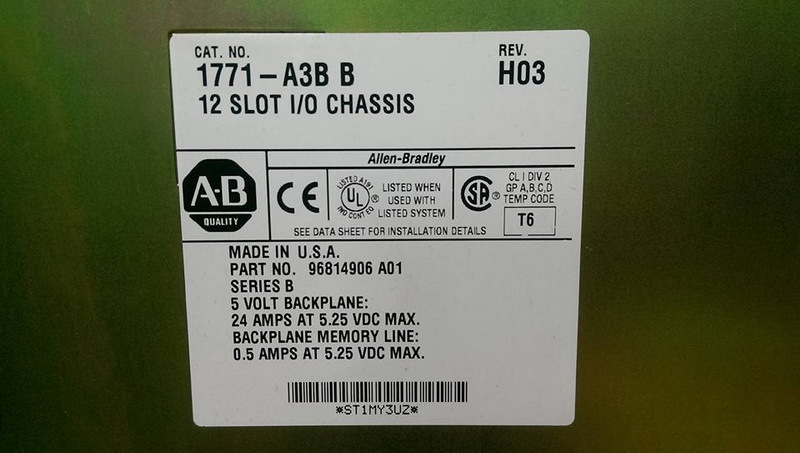 CAT. NO.
1771-A3B B
12 SLOT I/O CHASSIS
REV.
H03
Allen-Bradley
A-B
QUALITY
CE
LISTED A197
UL
®
IND CONT EQ
LISTED WHEN
USED WITH
LISTED SYSTEM
SA
®
CL I DIV 2
GP A,B,C,D
TEMP CODE
T6
SEE DATA SHEET FOR INSTALLATION DETAILS
MADE IN U.S.A.
PART NO. 96814906 A01
SERIES B
5 VOLT BACKPLANE:
24 AMPS AT 5.25 VDC MAX.
BACKPLANE MEMORY LINE:
0.5 AMPS AT 5.25 VDC MAX.
*ST1MY3UZ*